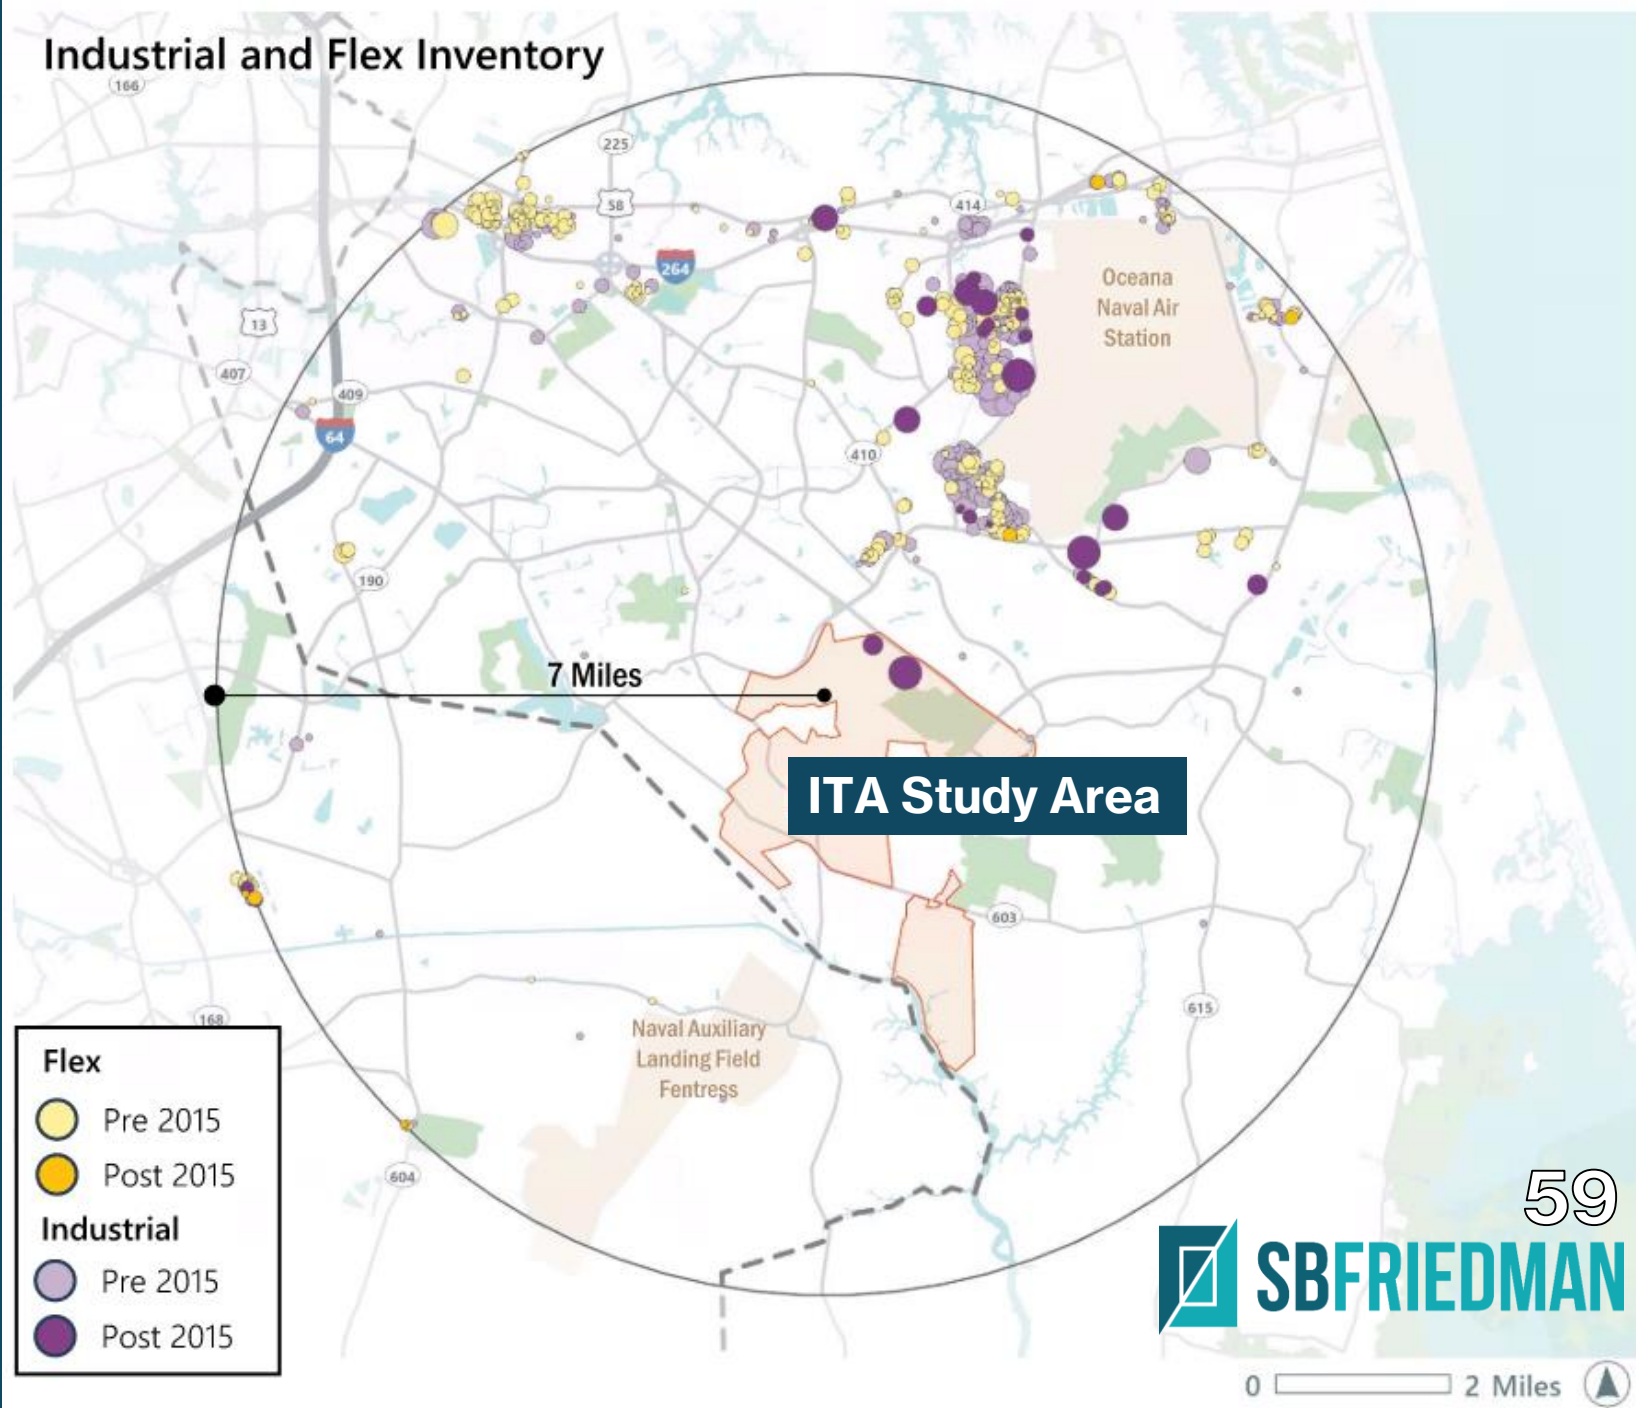 Industrial and Flex Inventory
166
225
58
414
264
Oceana
Naval Air
Station
13
407
409
64
410
190
7 Miles
ITA Study Area
603
615
168
Naval Auxiliary
Landing Field
Fentress
604
Flex
Pre 2015
Post 2015
Industrial
Pre 2015
Post 2015
59
SBFRIEDMAN
0 2 Miles